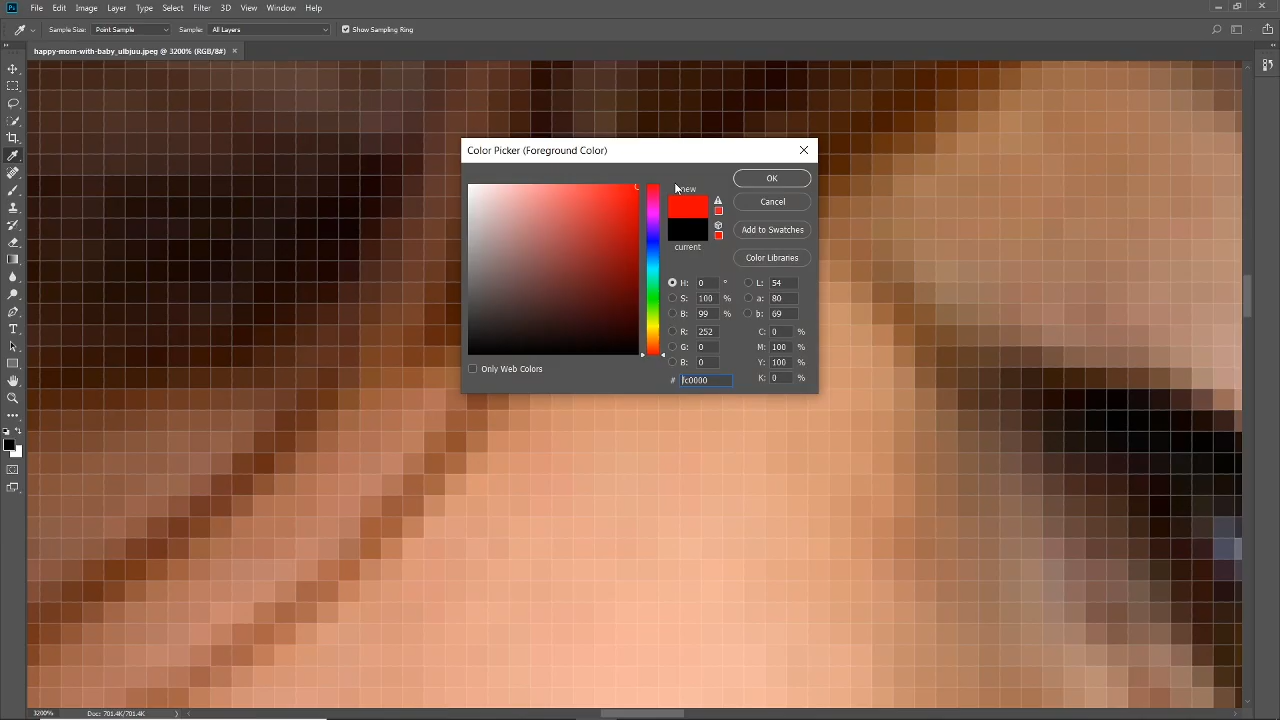 Ps File Edit Image Layer Type Select Filter 3D View Window Help
Sample Size: Point Sample Sample: All Layers Show Sampling Ring
happy-mom-with-baby_ulbjuu.jpeg @ 3200% (RGB/8#) ×
Color Picker (Foreground Color)
new
current
OK
Cancel
Add to Swatches
Color Libraries
H: 0 ° L: 54
S: 100 % a: 80
B: 99 % b: 69
R: 252 C: 0 %
G: 0 M: 100 %
B: 0 Y: 100 %
# fc0000 K: 0 %
Only Web Colors
3200% Doc: 701.4K/701.4K